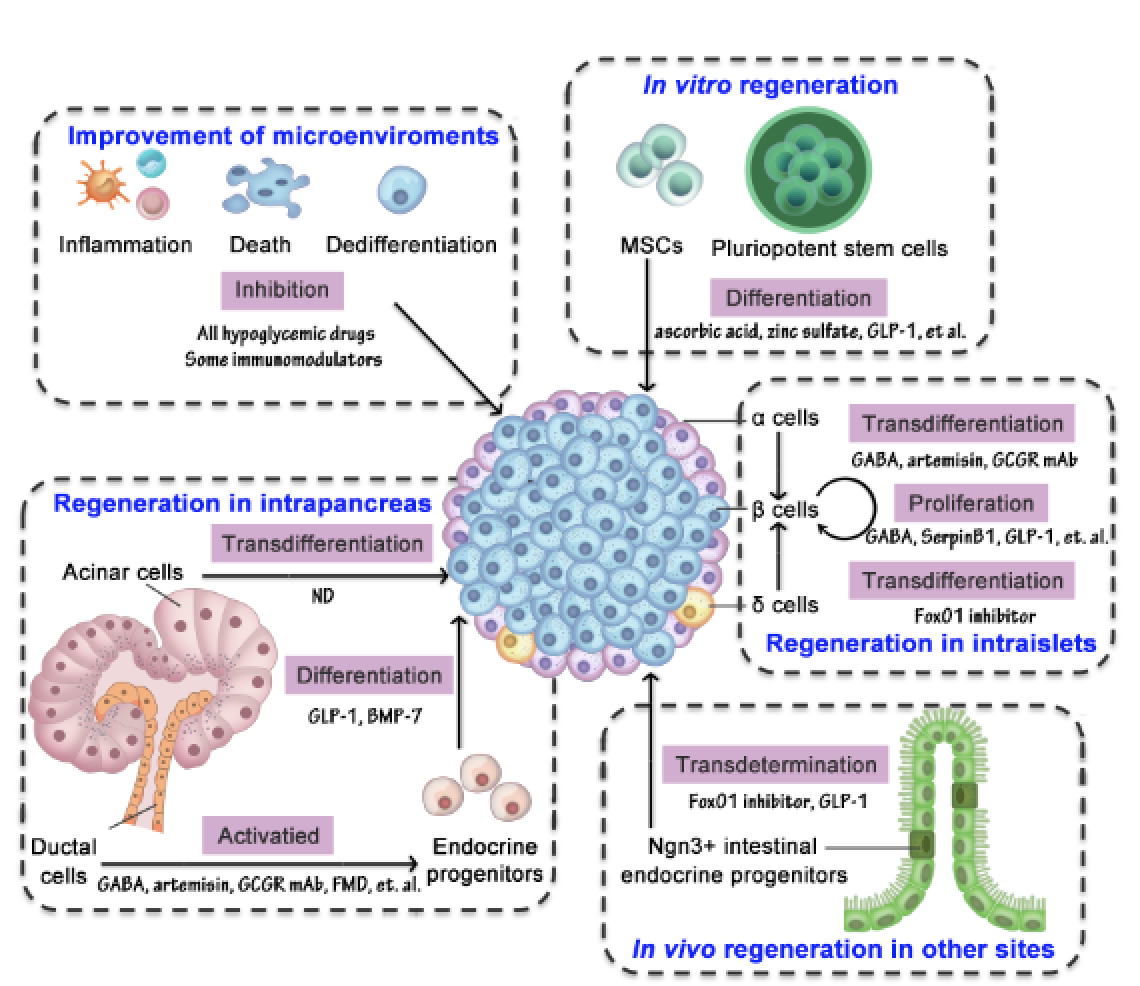 Improvement of microenviroments
Inflammation Death Dedifferentiation
Inhibition
All hypoglycemic drugs
Some immunomodulators
In vitro regeneration
MSCs Pluriopotent stem cells
Differentiation
ascorbic acid, zinc sulfate, GLP-1, et al.
α cells
Transdifferentiation
GABA, artemisin, GCGR mAb
β cells
Proliferation
GABA, SerpinB1, GLP-1, et. al.
Transdifferentiation
δ cells
FoxO1 inhibitor
Regeneration in intraislets
Regeneration in intrapancreas
Transdifferentiation
Acinar cells
ND
Differentiation
GLP-1, BMP-7
Activatied
Ductal
cells
GABA, artemisin, GCGR mAb, FMD, et. al.
Endocrine
progenitors
Transdetermination
FoxO1 inhibitor, GLP-1
Ngn3+ intestinal
endocrine progenitors
In vivo regeneration in other sites